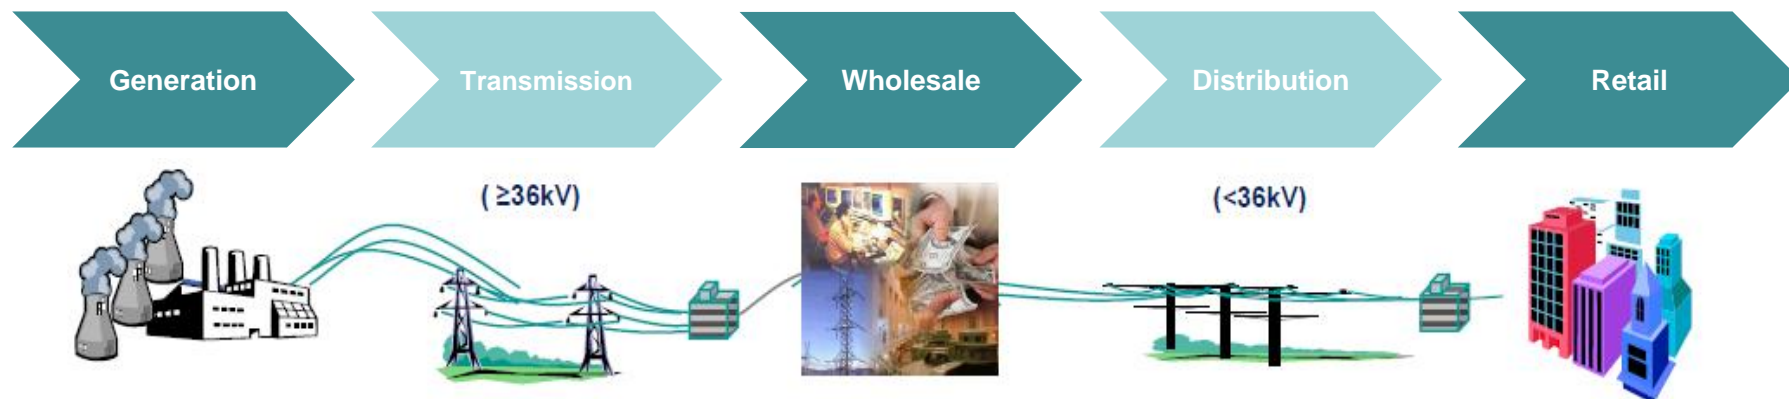 Generation
Transmission
Wholesale
Distribution
Retail
( ≥36kV)
(<36kV)